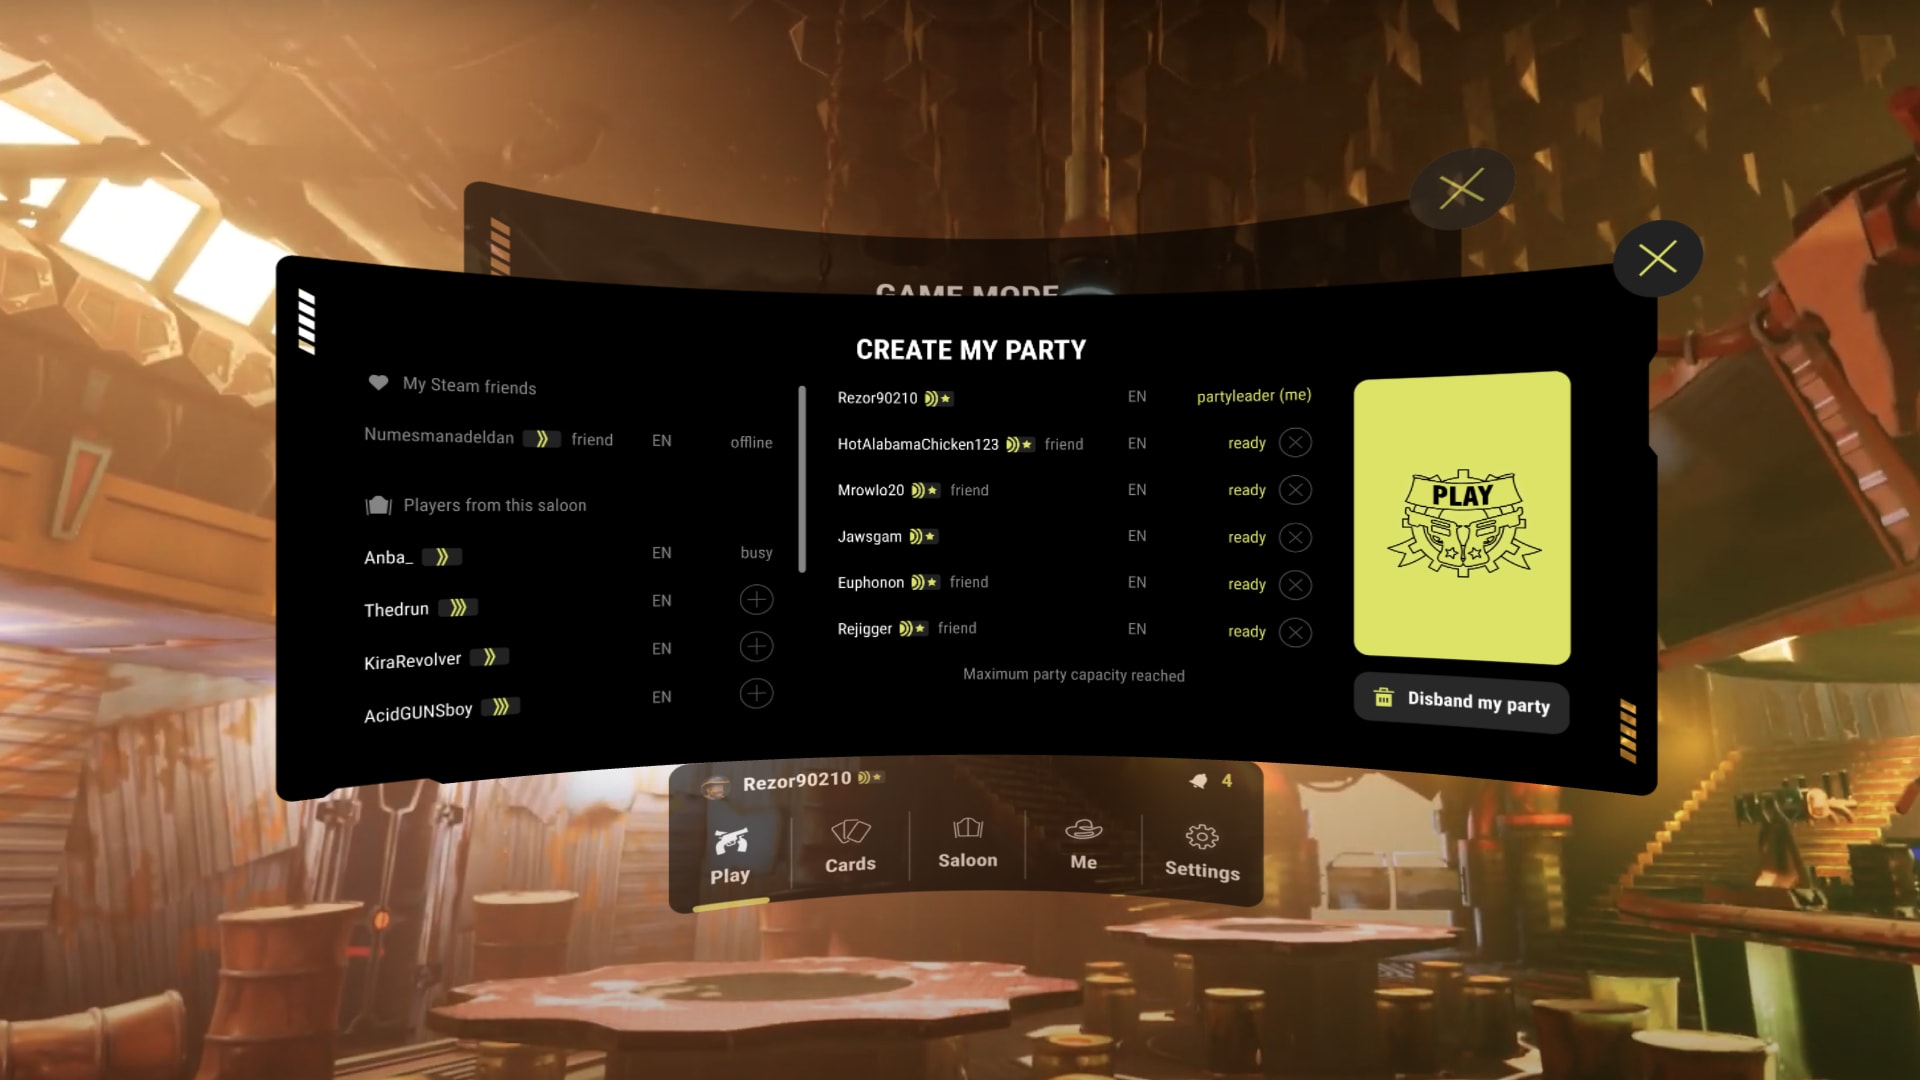 GAME MODE
CREATE MY PARTY
My Steam friends
Numesmanadeldan friend EN offline
Players from this saloon
Anba_ EN busy
Thedrun EN
KiraRevolver EN
AcidGUNSboy EN
Rezor90210 EN partyleader (me)
HotAlabamaChicken123 friend EN ready
Mrowlo20 friend EN ready
Jawsgam EN ready
Euphonon friend EN ready
Rejigger friend EN ready
Maximum party capacity reached
PLAY
Disband my party
Rezor90210 4
Play
Cards
Saloon
Me
Settings